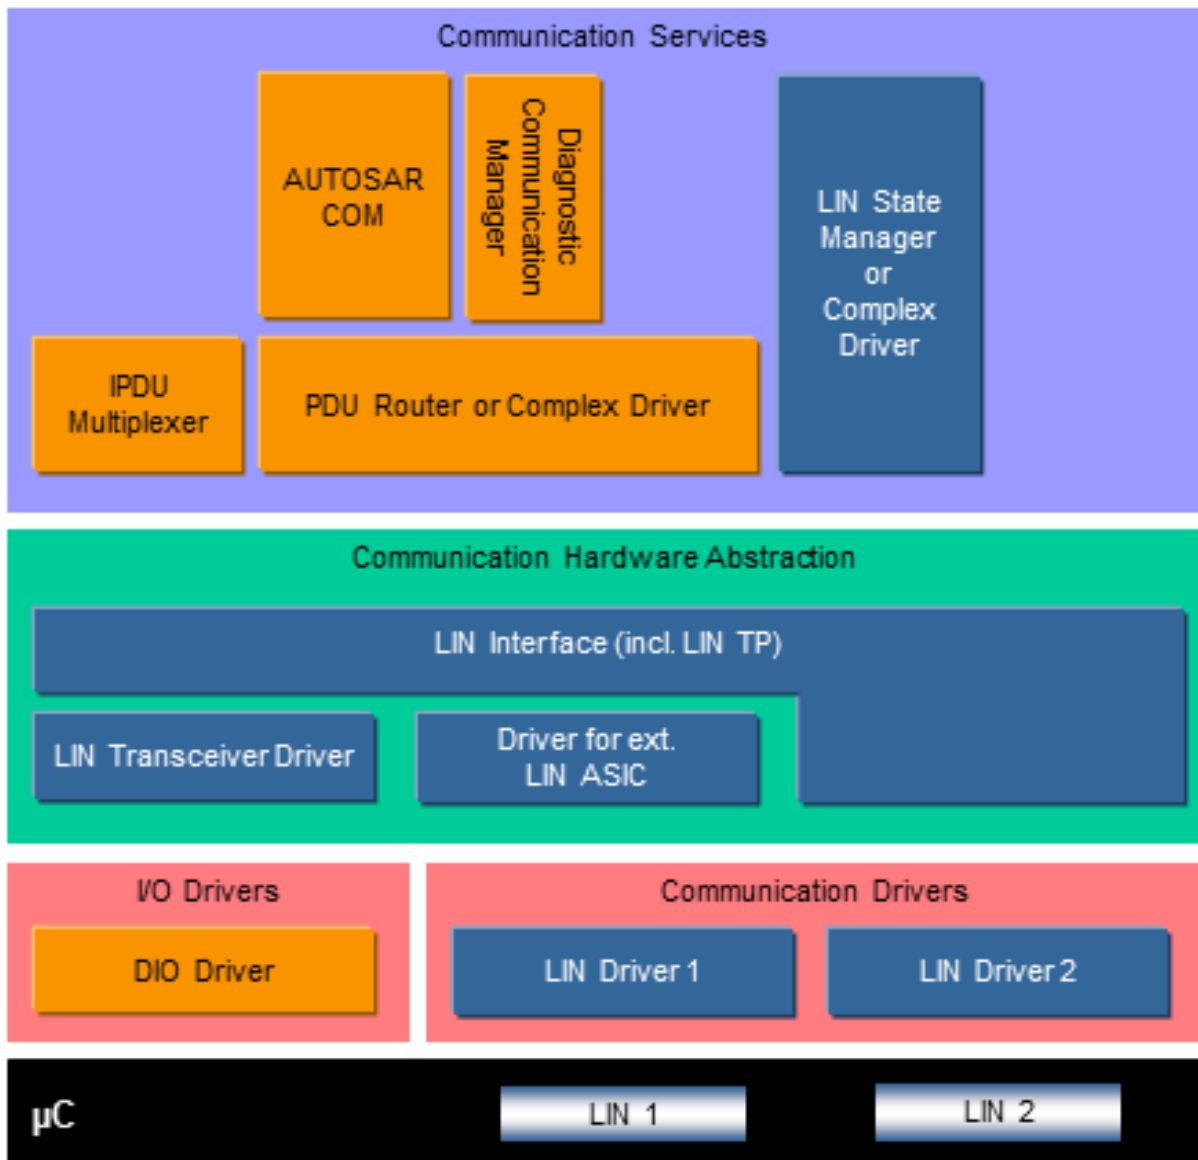 Communication Services
AUTOSAR
COM
Diagnostic
Communication
Manager
LIN State
Manager
or
Complex
Driver
IPDU
Multiplexer
PDU Router or Complex Driver
Communication Hardware Abstraction
LIN Interface (incl. LIN TP)
LIN Transceiver Driver
Driver for ext.
LIN ASIC
I/O Drivers
Communication Drivers
DIO Driver
LIN Driver 1
LIN Driver 2
µC
LIN 1
LIN 2